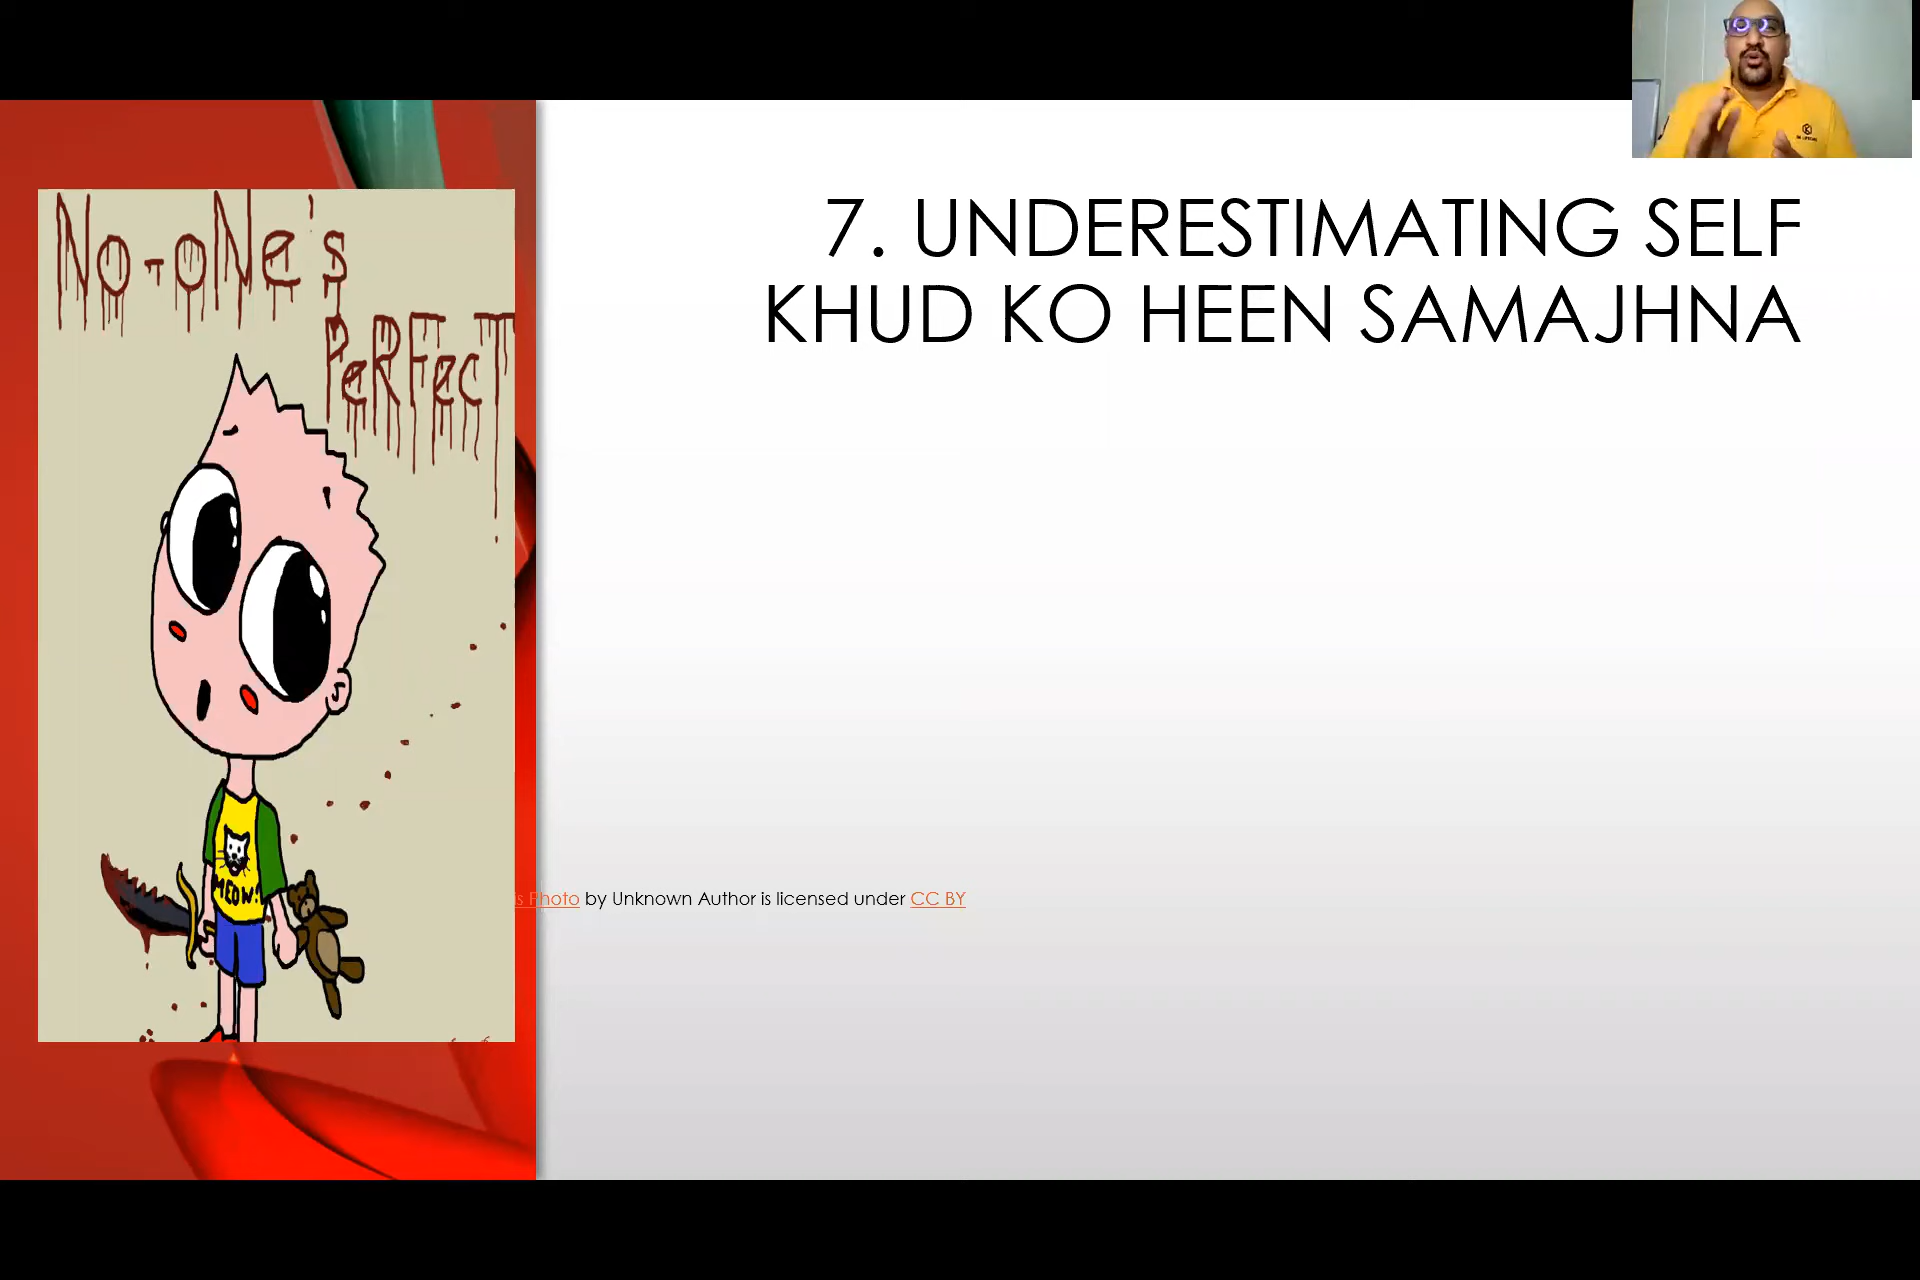 No-oNe's
PeRFecT
7. UNDERESTIMATING SELF
KHUD KO HEEN SAMAJHNA
MEOW?
is Photo by Unknown Author is licensed under CC BY